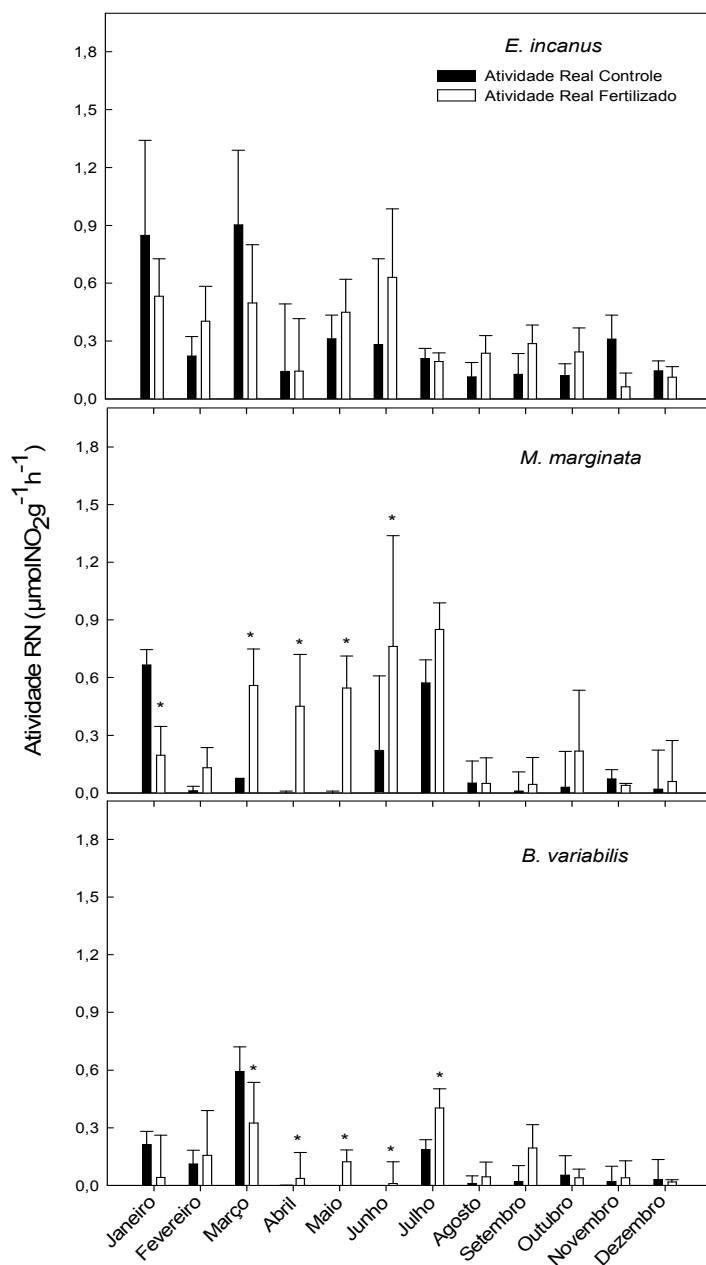 1,8
1,5
1,2
0,9
0,6
0,3
0,0
E. incanus
Atividade Real Controle
Atividade Real Fertilizado
1,8
1,5
1,2
0,9
0,6
0,3
0,0
M. marginata
*
*
*
*
*
1,8
1,5
1,2
0,9
0,6
0,3
0,0
B. variabilis
*
*
*
*
*
Atividade RN (µmolNO2g-1h-1)
Janeiro
Fevereiro
Março
Abril
Maio
Junho
Julho
Agosto
Setembro
Outubro
Novembro
Dezembro